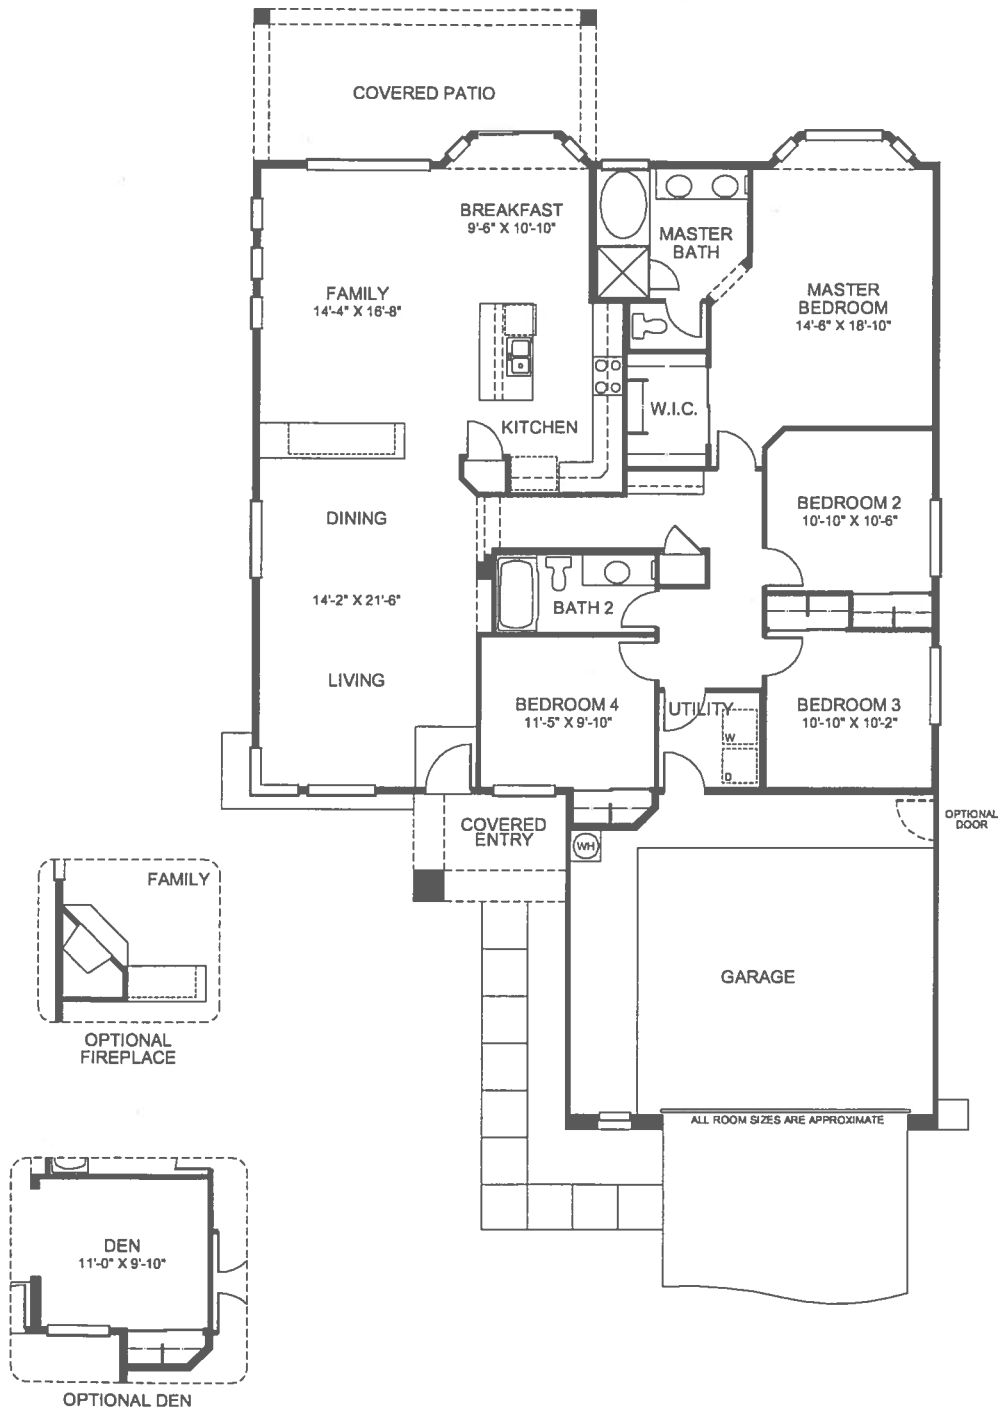 COVERED PATIO
BREAKFAST
9'-6" X 10'-10"
MASTER
BATH
FAMILY
14'-4" X 16'-8"
MASTER
BEDROOM
14'-6" X 18'-10"
W.I.C.
KITCHEN
BEDROOM 2
10'-10" X 10'-6"
DINING
14'-2" X 21'-6"
BATH 2
LIVING
BEDROOM 4
11'-5" X 9'-10"
UTILITY
W
D
BEDROOM 3
10'-10" X 10'-2"
OPTIONAL
DOOR
COVERED
ENTRY
WH
FAMILY
GARAGE
OPTIONAL
FIREPLACE
ALL ROOM SIZES ARE APPROXIMATE
DEN
11'-0" X 9'-10"
OPTIONAL DEN